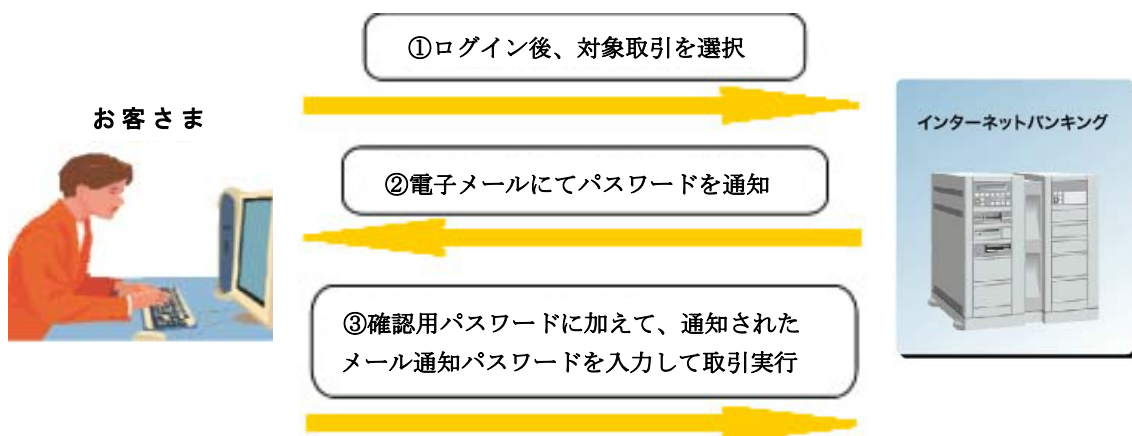 ①ログイン後、対象取引を選択
お客さま
インターネットバンキング
②電子メールにてパスワードを通知
③確認用パスワードに加えて、通知された
メール通知パスワードを入力して取引実行